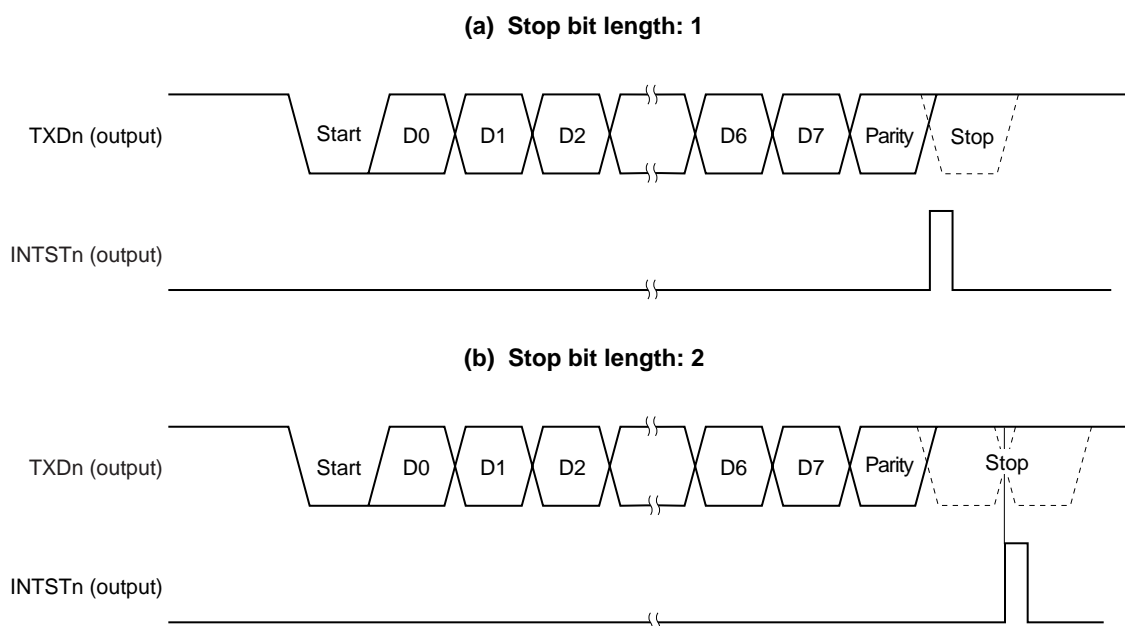 (a) Stop bit length: 1
TXDn (output) Start D0 D1 D2 D6 D7 Parity Stop
INTSTn (output)
(b) Stop bit length: 2
TXDn (output) Start D0 D1 D2 D6 D7 Parity Stop
INTSTn (output)